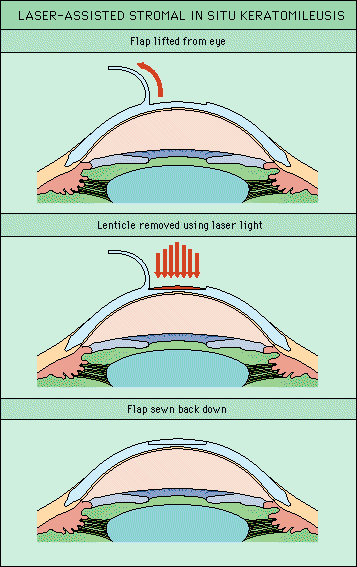 LASER-ASSISTED STROMAL IN SITU KERATOMILEUSIS
Flap lifted from eye
Lenticle removed using laser light
Flap sewn back down